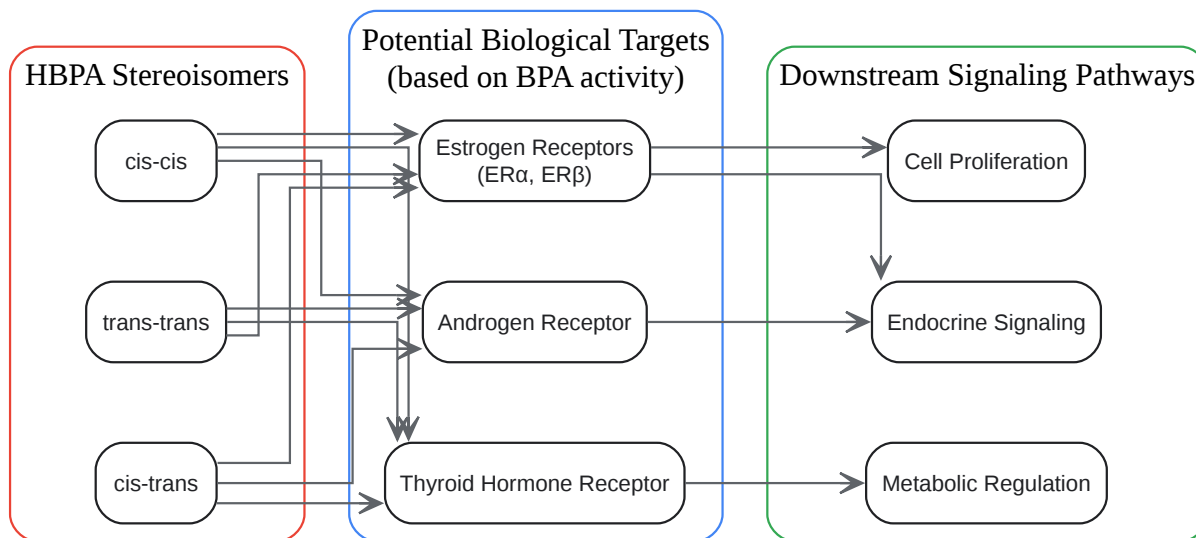 HBPA Stereoisomers
cis-cis
trans-trans
cis-trans
Potential Biological Targets
(based on BPA activity)
Estrogen Receptors
(ERα, ERβ)
Androgen Receptor
Thyroid Hormone Receptor
Downstream Signaling Pathways
Cell Proliferation
Endocrine Signaling
Metabolic Regulation